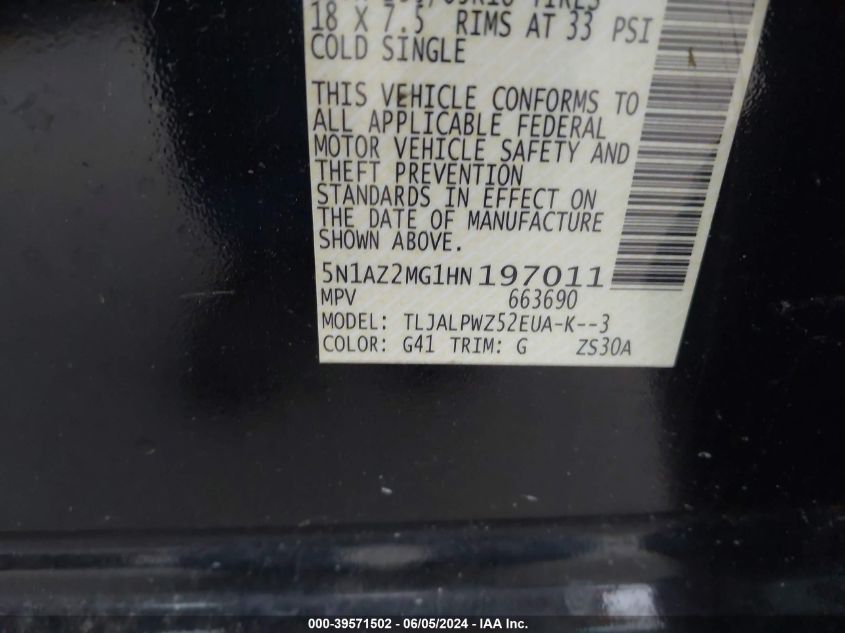 18 X 7.5 RIMS AT 33 PSI
COLD SINGLE
THIS VEHICLE CONFORMS TO
ALL APPLICABLE FEDERAL
MOTOR VEHICLE SAFETY AND
THEFT PREVENTION
STANDARDS IN EFFECT ON
THE DATE OF MANUFACTURE
SHOWN ABOVE.
5N1AZ2MG1HN 197011
MPV 663690
MODEL: TLJALPWZ52EUA-K--3
COLOR: G41 TRIM: G ZS30A
000-39571502 - 06/05/2024 - IAA Inc.